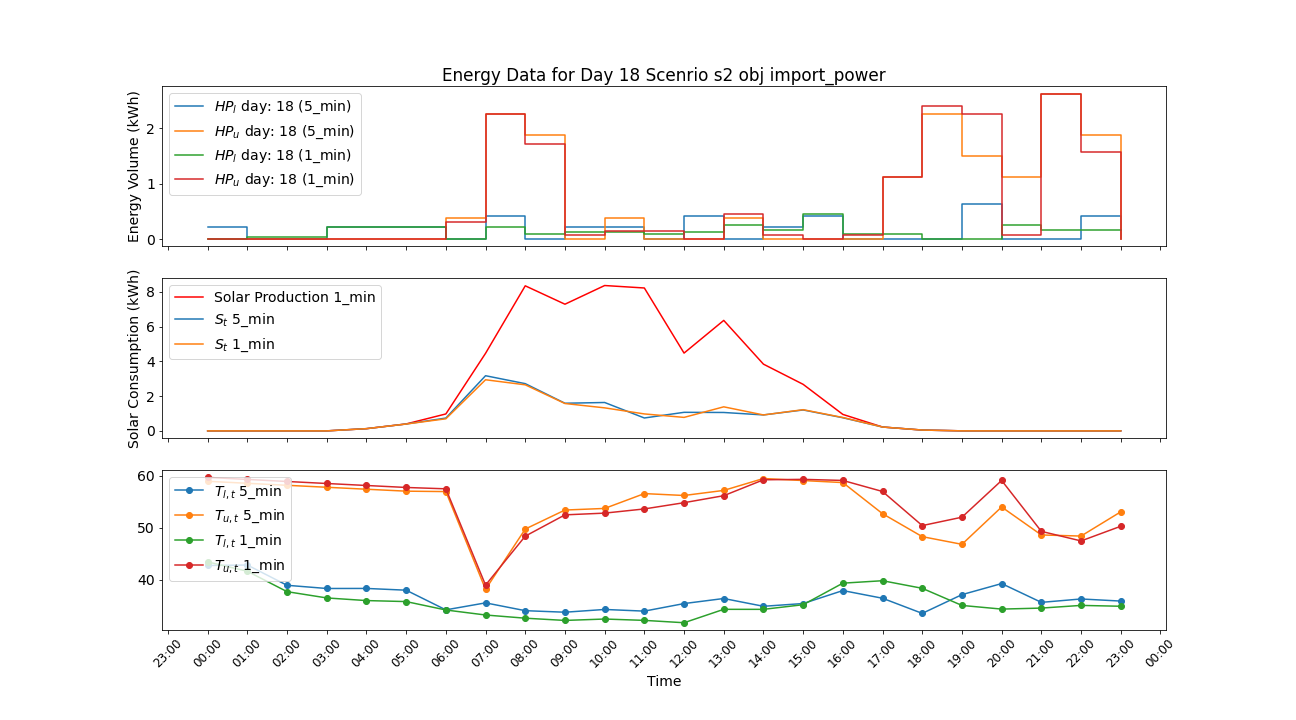 Energy Data for Day 18 Scenrio s2 obj import_power
Energy Volume (kWh)
2
1
0
HP_l day: 18 (5_min)
HP_u day: 18 (5_min)
HP_l day: 18 (1_min)
HP_u day: 18 (1_min)
Solar Consumption (kWh)
8
6
4
2
0
Solar Production 1_min
S_t 5_min
S_t 1_min
60
50
40
T_{l,t} 5_min
T_{u,t} 5_min
T_{l,t} 1_min
T_{u,t} 1_min
23:00 00:00 01:00 02:00 03:00 04:00 05:00 06:00 07:00 08:00 09:00 10:00 11:00 12:00 13:00 14:00 15:00 16:00 17:00 18:00 19:00 20:00 21:00 22:00 23:00 00:00
Time